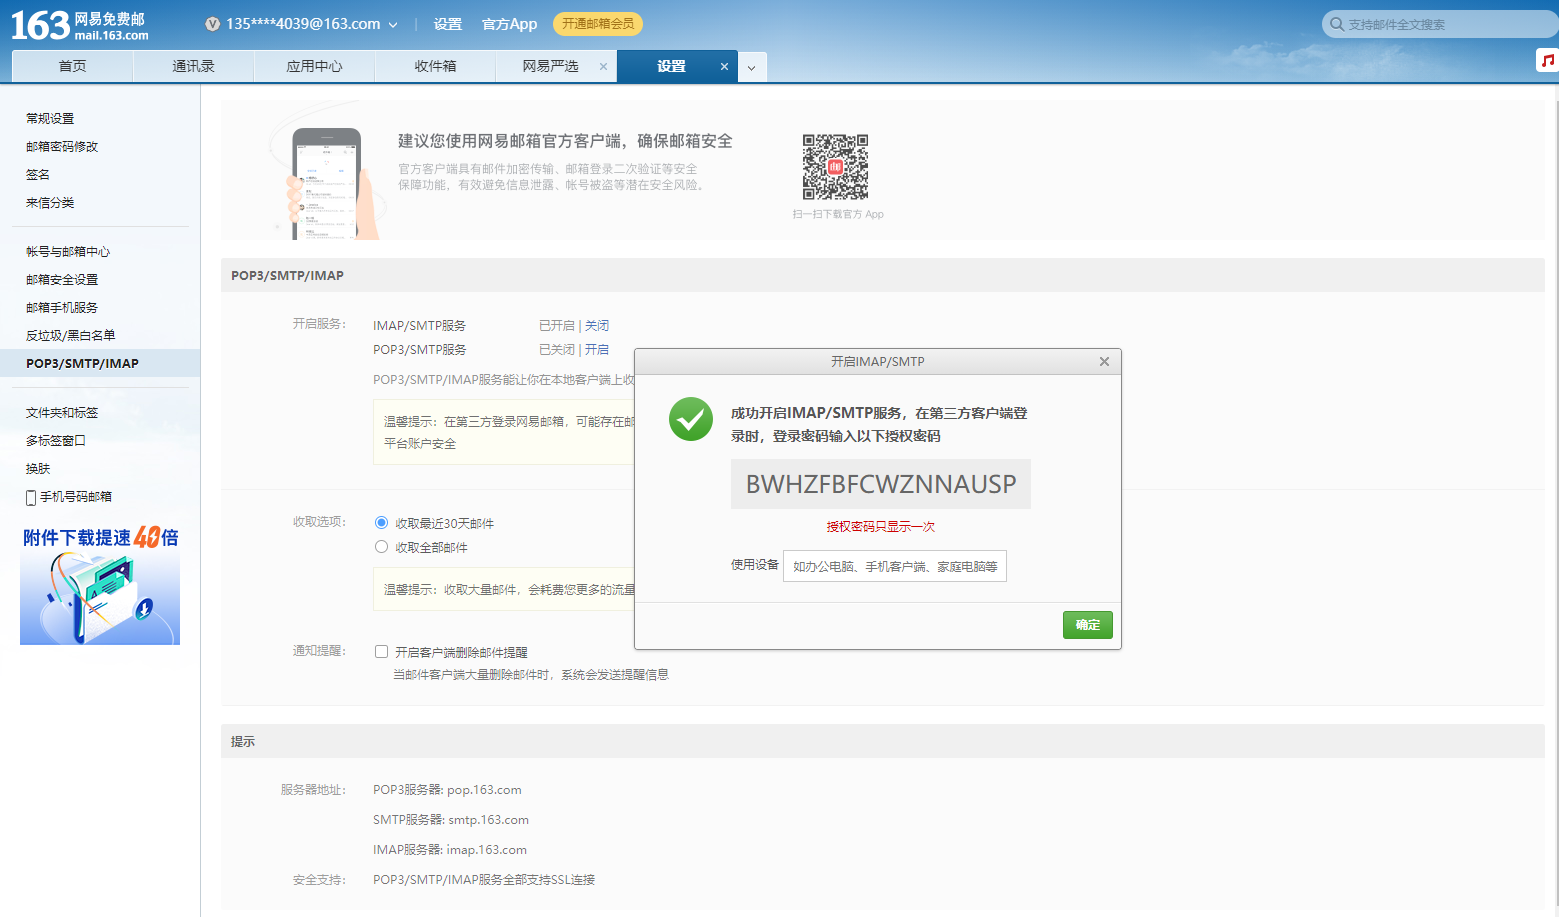 163 网易免费邮
mail.163.com
135****4039@163.com
设置
官方App
开通邮箱会员
支持邮件全文搜索
首页
通讯录
应用中心
收件箱
网易严选
设置
常规设置
邮箱密码修改
签名
来信分类
帐号与邮箱中心
邮箱安全设置
邮箱手机服务
反垃圾/黑白名单
POP3/SMTP/IMAP
文件夹和标签
多标签窗口
换肤
手机号码邮箱
附件下载提速40倍
建议您使用网易邮箱官方客户端，确保邮箱安全
官方客户端具有邮件加密传输、邮箱登录二次验证等安全
保障功能，有效避免信息泄露、帐号被盗等潜在安全风险。
扫一扫下载官方 App
POP3/SMTP/IMAP
开启服务：
IMAP/SMTP服务 已开启 | 关闭
POP3/SMTP服务 已关闭 | 开启
POP3/SMTP/IMAP服务能让你在本地客户端上收
温馨提示：在第三方登录网易邮箱，可能存在邮
平台账户安全
收取选项：
收取最近30天邮件
收取全部邮件
温馨提示：收取大量邮件，会耗费您更多的流量
通知提醒：
开启客户端删除邮件提醒
当邮件客户端大量删除邮件时，系统会发送提醒信息
开启IMAP/SMTP
成功开启IMAP/SMTP服务，在第三方客户端登
录时，登录密码输入以下授权密码
BWHZFBFCWZNNAUSP
授权密码只显示一次
使用设备 如办公电脑、手机客户端、家庭电脑等
确定
提示
服务器地址：
POP3服务器: pop.163.com
SMTP服务器: smtp.163.com
IMAP服务器: imap.163.com
安全支持：
POP3/SMTP/IMAP服务全部支持SSL连接